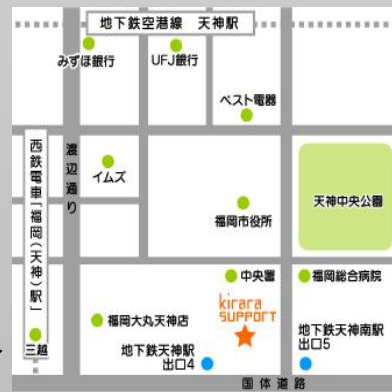 地下鉄空港線 天神駅
みずほ銀行
UFJ銀行
ベスト電器
西鉄電車「福岡(天神)駅」
渡辺通り
イムズ
天神中央公園
福岡市役所
中央署
福岡総合病院
kirara
SUPPORT
福岡大丸天神店
三越
地下鉄天神駅
出口4
地下鉄天神南駅
出口5
国体道路